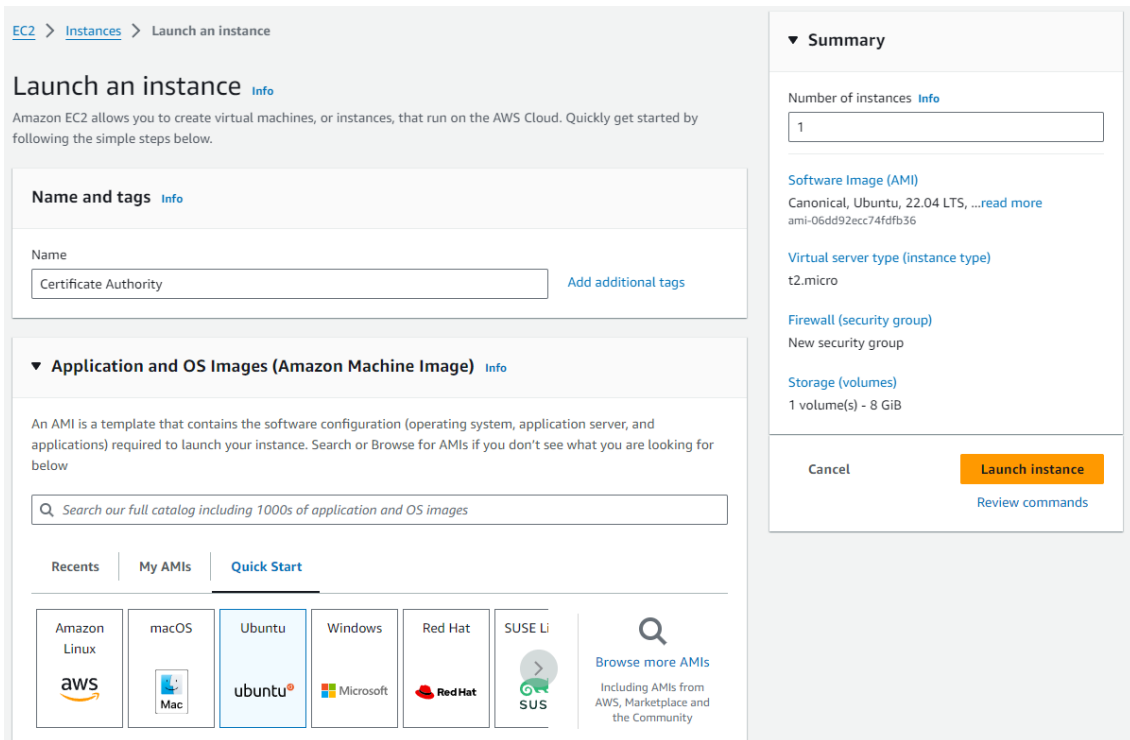 EC2 > Instances > Launch an instance
Launch an instance Info
Amazon EC2 allows you to create virtual machines, or instances, that run on the AWS Cloud. Quickly get started by
following the simple steps below.
Name and tags Info
Name
Certificate Authority
Add additional tags
Application and OS Images (Amazon Machine Image) Info
An AMI is a template that contains the software configuration (operating system, application server, and
applications) required to launch your instance. Search or Browse for AMIs if you don't see what you are looking for
below
Search our full catalog including 1000s of application and OS images
Recents
My AMIs
Quick Start
Amazon
Linux
aws
macOS
Mac
Ubuntu
ubuntu
Windows
Microsoft
Red Hat
RedHat
SUSE Li
SUS
Browse more AMIs
Including AMIs from
AWS, Marketplace and
the Community
Summary
Number of instances Info
1
Software Image (AMI)
Canonical, Ubuntu, 22.04 LTS, ...read more
ami-06dd92ecc74fdfb36
Virtual server type (instance type)
t2.micro
Firewall (security group)
New security group
Storage (volumes)
1 volume(s) - 8 GiB
Cancel
Launch instance
Review commands